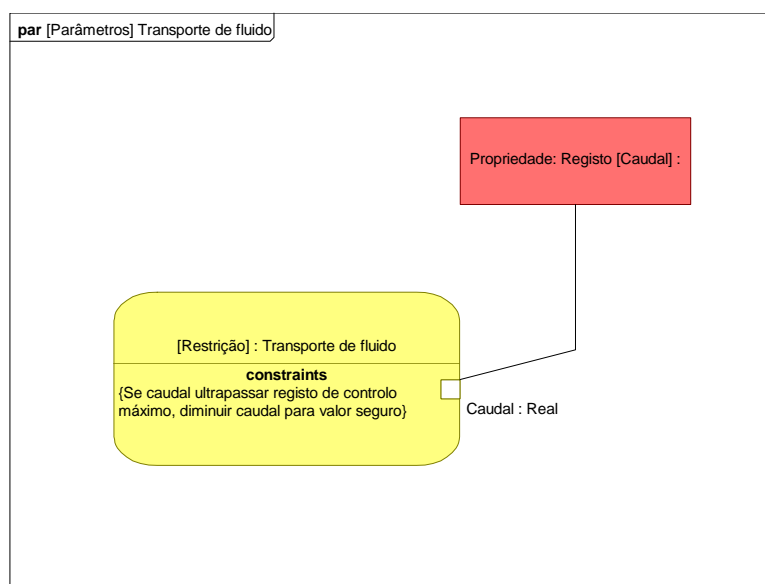 par [Parâmetros] Transporte de fluido
Propriedade: Registo [Caudal] :
[Restrição] : Transporte de fluido
constraints
{Se caudal ultrapassar registo de controlo
máximo, diminuir caudal para valor seguro}
Caudal : Real